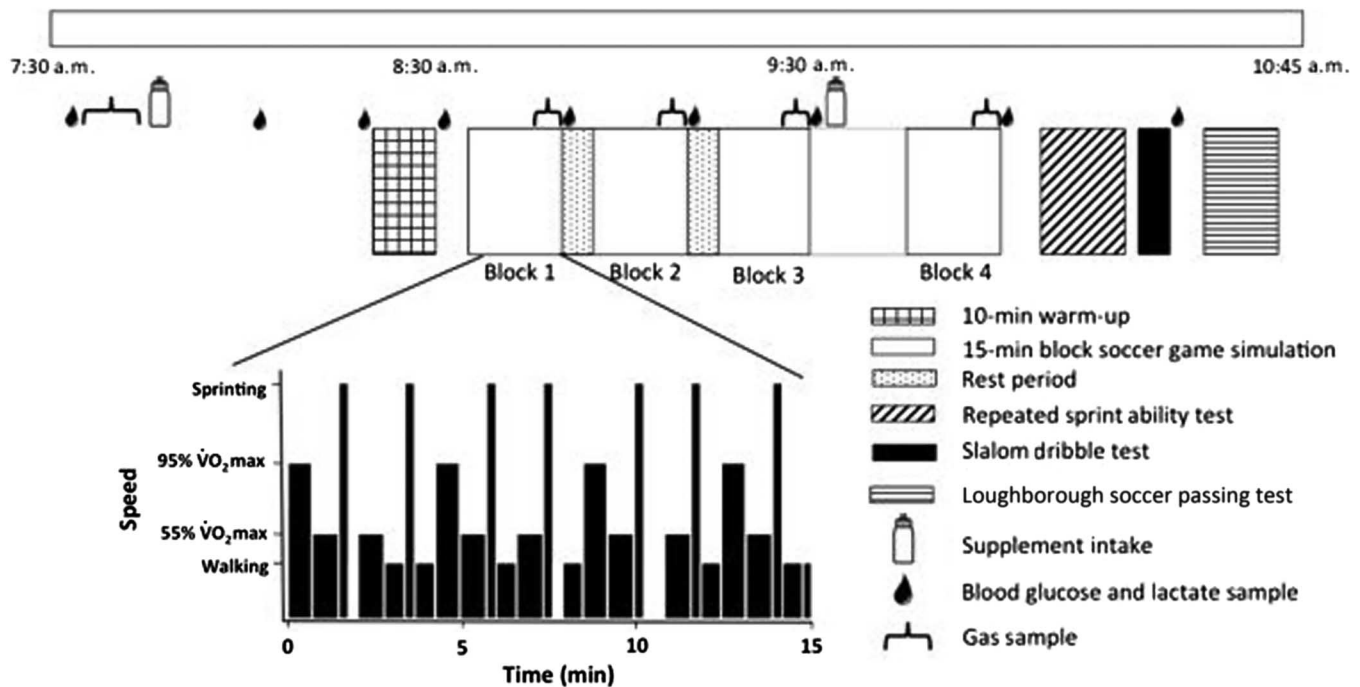 7:30 a.m. 8:30 a.m. 9:30 a.m. 10:45 a.m.
Block 1 Block 2 Block 3 Block 4
10-min warm-up
15-min block soccer game simulation
Rest period
Repeated sprint ability test
Slalom dribble test
Loughborough soccer passing test
Supplement intake
Blood glucose and lactate sample
Gas sample
Speed
Sprinting
95% V̇O₂max
55% V̇O₂max
Walking
0 5 10 15
Time (min)